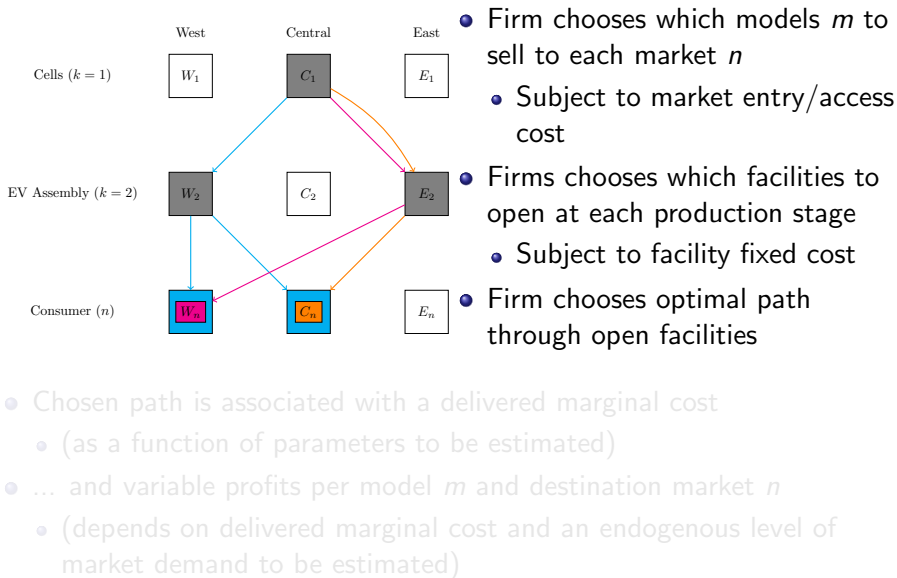 West Central East
Cells (k = 1) W₁ C₁ E₁
EV Assembly (k = 2) W₂ C₂ E₂
Consumer (n) Wₙ Cₙ Eₙ
Firm chooses which models m to
sell to each market n
Subject to market entry/access
cost
Firms chooses which facilities to
open at each production stage
Subject to facility fixed cost
Firm chooses optimal path
through open facilities
Chosen path is associated with a delivered marginal cost
(as a function of parameters to be estimated)
... and variable profits per model m and destination market n
(depends on delivered marginal cost and an endogenous level of
market demand to be estimated)